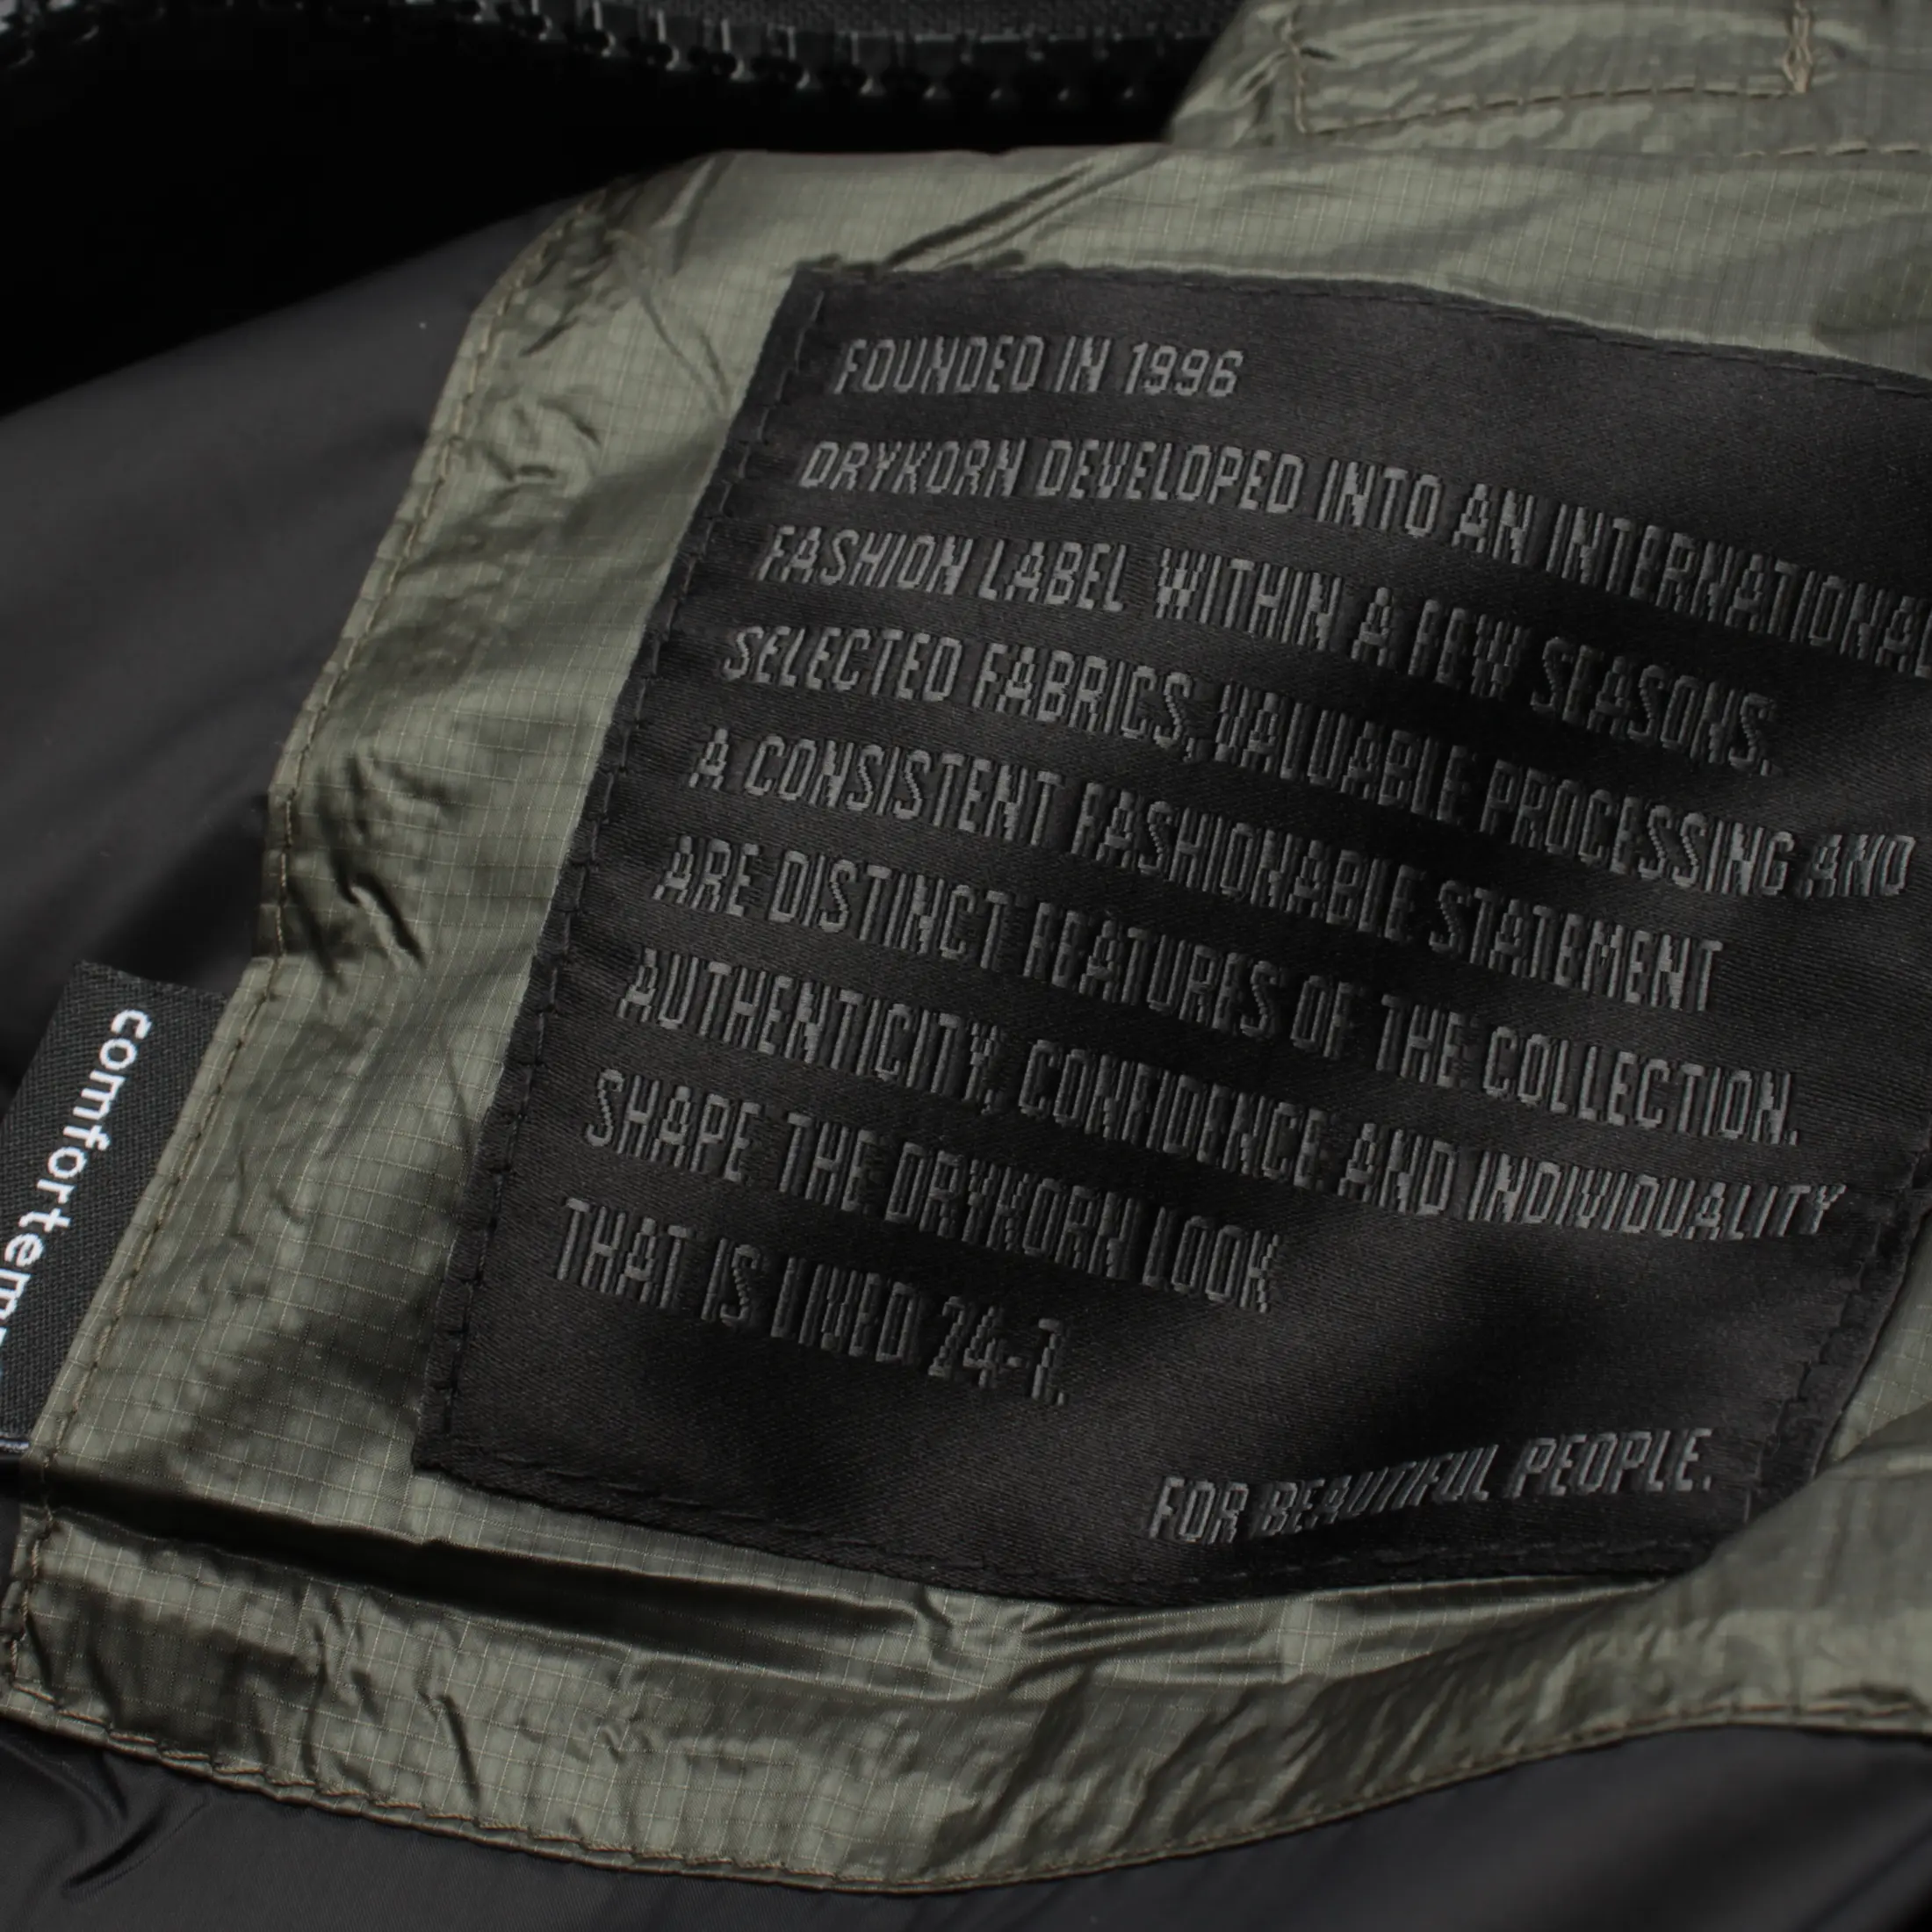 FOUNDED IN 1996
DRYKORN DEVELOPED INTO AN INTERNATIONAL
FASHION LABEL WITHIN A FEW SEASONS.
SELECTED FABRICS, VALUABLE PROCESSING AND
A CONSISTENT FASHIONABLE STATEMENT
ARE DISTINCT FEATURES OF THE COLLECTION.
AUTHENTICITY, CONFIDENCE AND INDIVIDUALITY
SHAPE THE DRYKORN LOOK
THAT IS LIVED 24-7.
FOR BEAUTIFUL PEOPLE.